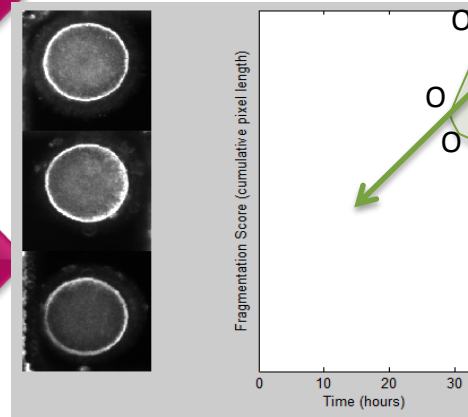 O
O
O
Fragmentation Score (cumulative pixel length)
0 10 20 30
Time (hours)